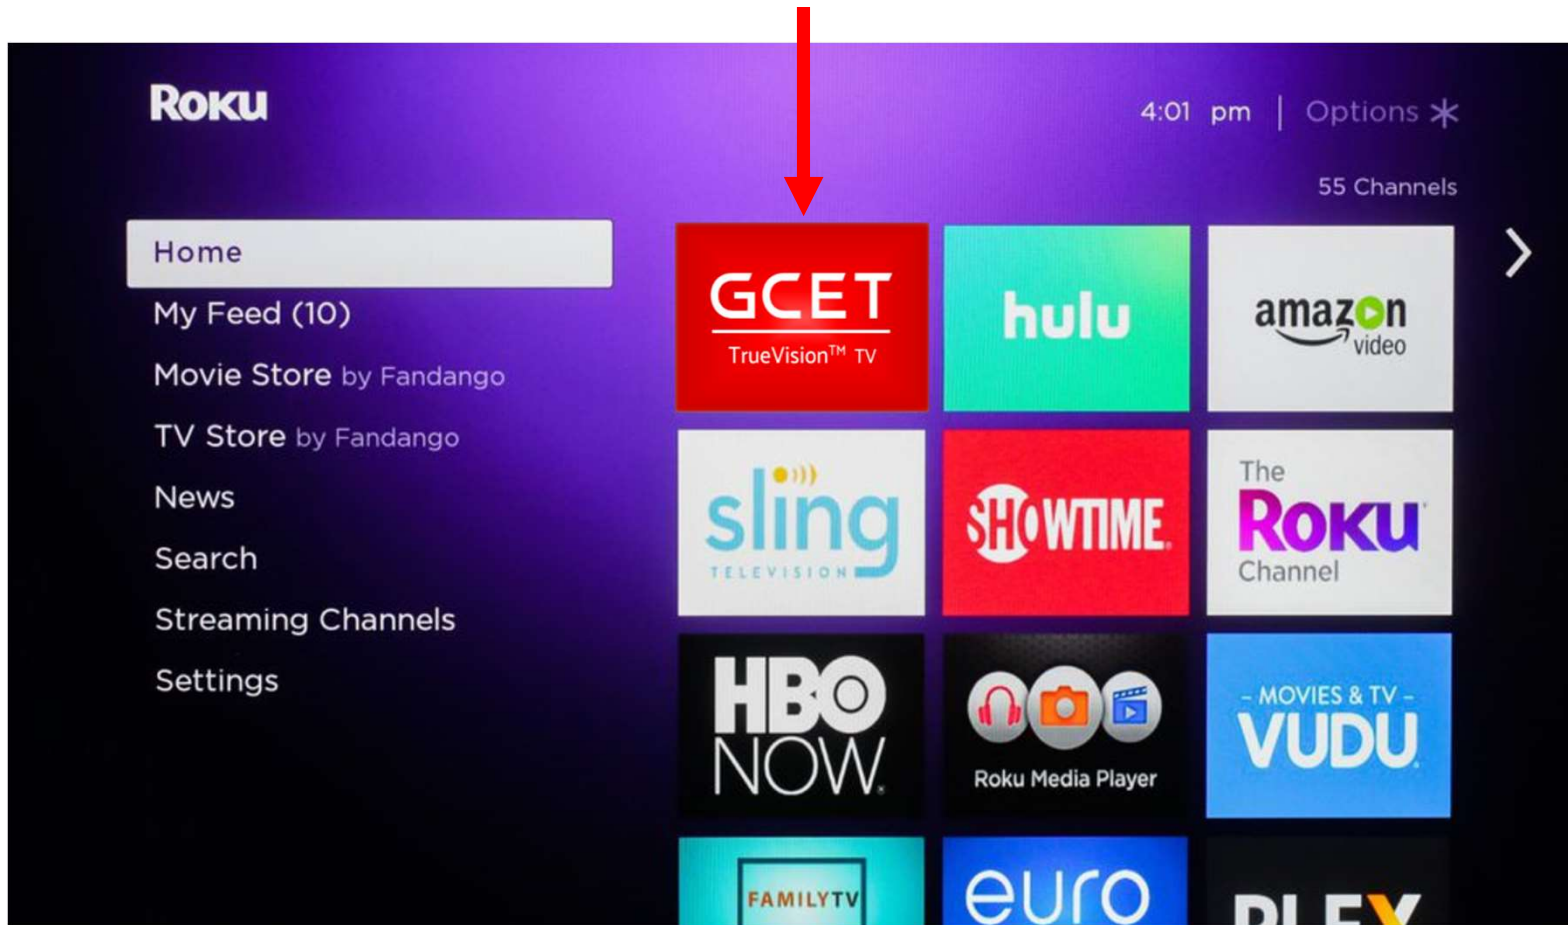 Roku
4:01 pm | Options
55 Channels
Home
My Feed (10)
Movie Store by Fandango
TV Store by Fandango
News
Search
Streaming Channels
Settings
GCET
TrueVision™ TV
hulu
amazon
video
sling
TELEVISION
SHOWTIME
The
Roku
Channel
HBO
NOW
Roku Media Player
- MOVIES & TV -
VUDU
FAMILYTV
euro
PLEX